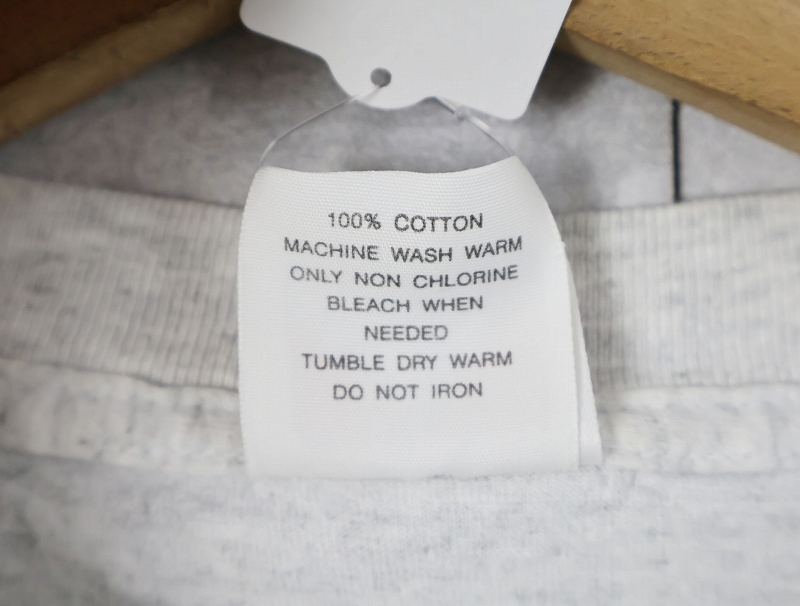 100% COTTON
MACHINE WASH WARM
ONLY NON CHLORINE
BLEACH WHEN
NEEDED
TUMBLE DRY WARM
DO NOT IRON